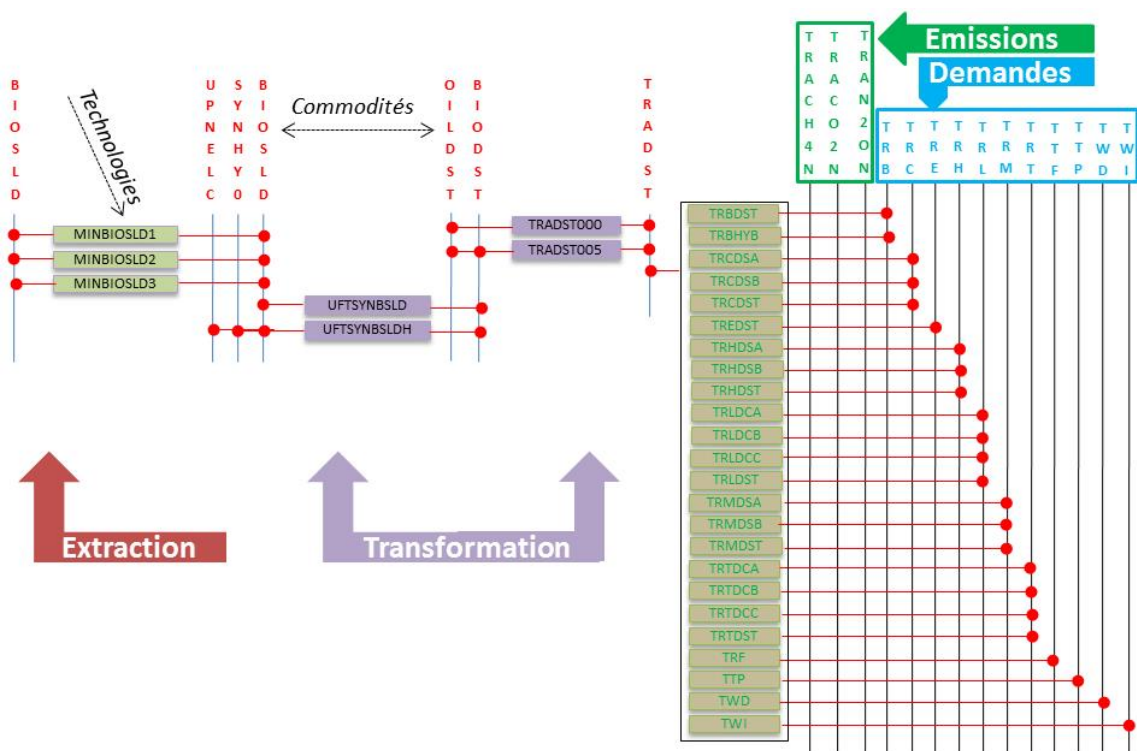 Emissions
Demandes
TRACH4N
TRACO2N
TRAN2ON
TRB
TRC
TRE
TRH
TRL
TRM
TRT
TRF
TTP
TWD
TWI
BIOSLD
Technologies
UPNELC
SYNHY0
BIOSLD
Commodités
OILDST
BIODST
TRADST
MINBIOSLD1
MINBIOSLD2
MINBIOSLD3
UFTSYNBSLD
UFTSYNBSLDH
TRADST000
TRADST005
TRBDST
TRBHYB
TRCDSA
TRCDSB
TRCDST
TREDST
TRHDSA
TRHDSB
TRHDST
TRLDCA
TRLDCB
TRLDCC
TRLDST
TRMDSA
TRMDSB
TRMDST
TRTDCA
TRTDCB
TRTDCC
TRTDST
TRF
TTP
TWD
TWI
Extraction
Transformation